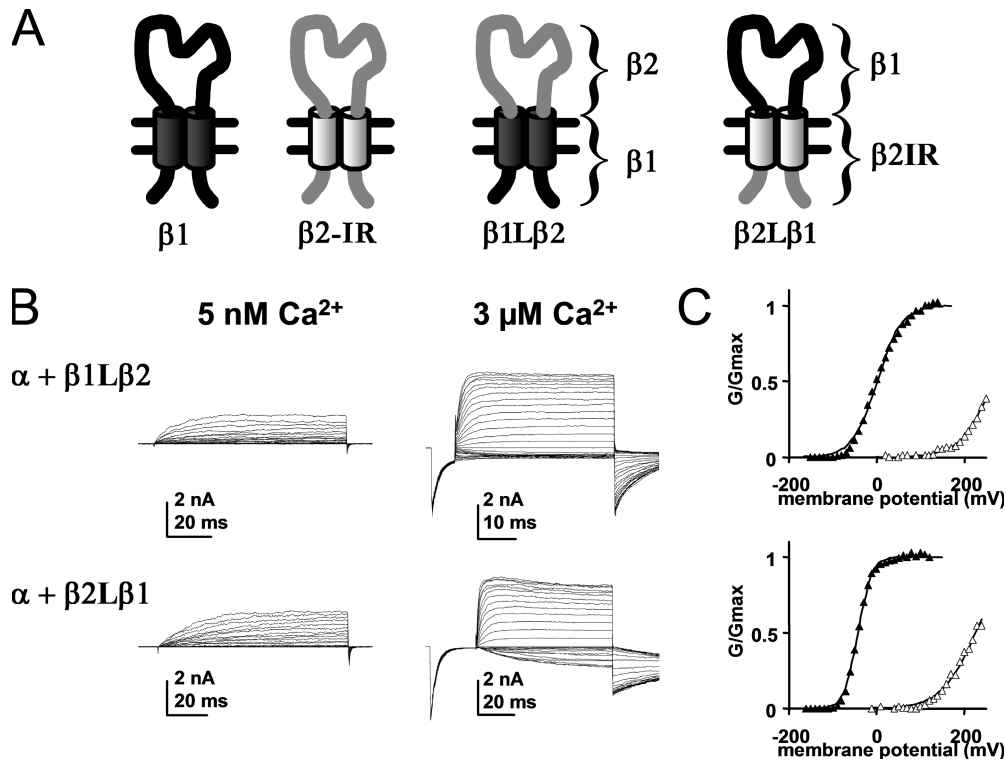 A
β2
β1
β1
β2IR
β1
β2-IR
β1Lβ2
β2Lβ1
B
5 nM Ca2+
3 µM Ca2+
C
α + β1Lβ2
2 nA
20 ms
2 nA
10 ms
G/Gmax
1
0.5
0
-200
0
200
membrane potential (mV)
α + β2Lβ1
2 nA
20 ms
2 nA
20 ms
G/Gmax
1
0.5
0
-200
0
200
membrane potential (mV)